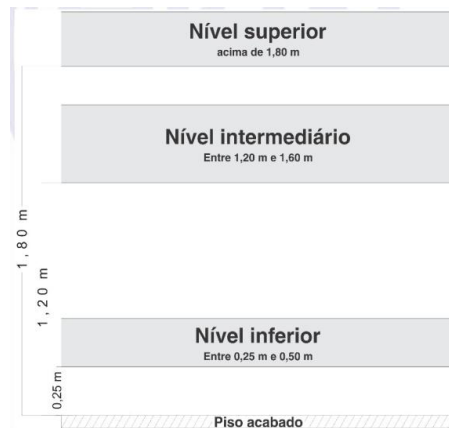 Nível superior
acima de 1,80 m
Nível intermediário
Entre 1,20 m e 1,60 m
1,80 m
1,20 m
Nível inferior
Entre 0,25 m e 0,50 m
0,25 m
Piso acabado